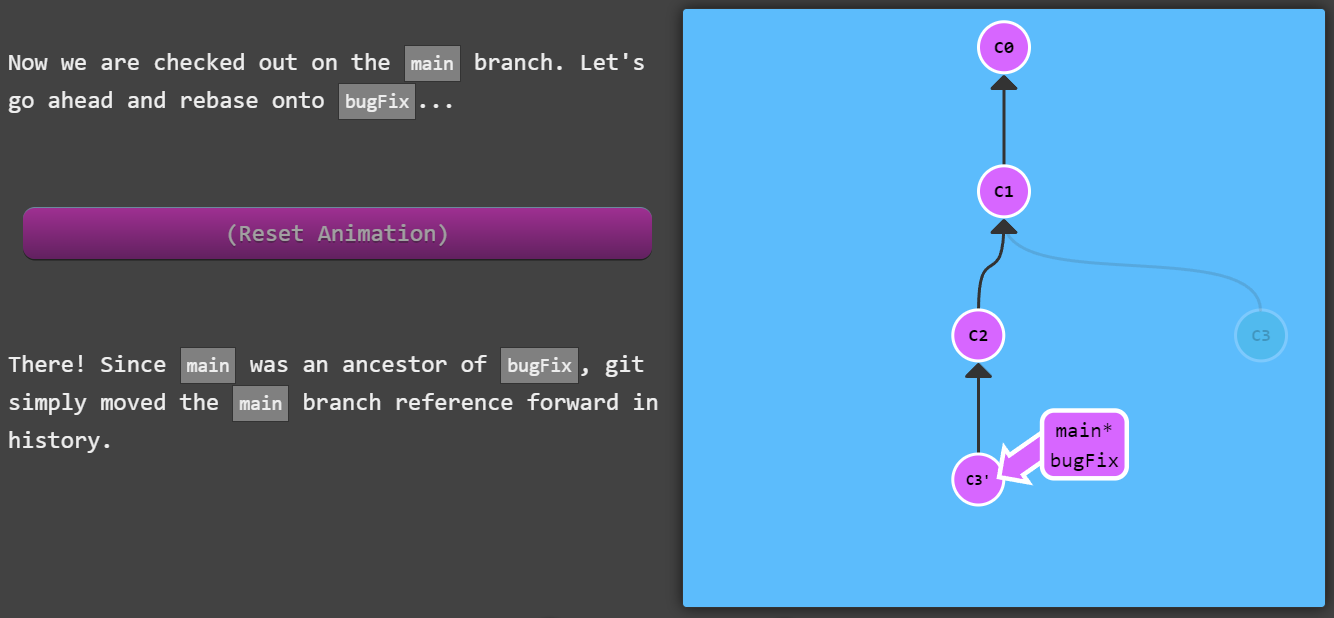 Now we are checked out on the main branch. Let's
go ahead and rebase onto bugFix...
(Reset Animation)
There! Since main was an ancestor of bugFix, git
simply moved the main branch reference forward in
history.
C0
C1
C2
C3
C3'
main*
bugFix